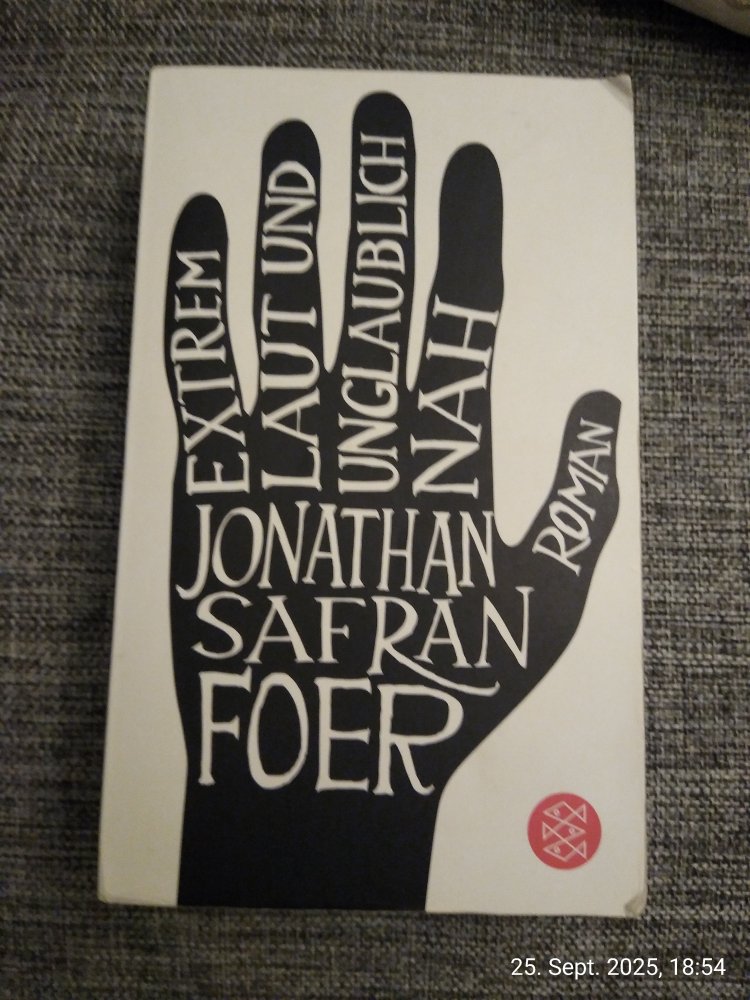 EXTREM
LAUT UND
UNGLAUBLICH
NAH
JONATHAN
SAFRAN
FOER
ROMAN
25. Sept. 2025, 18:54